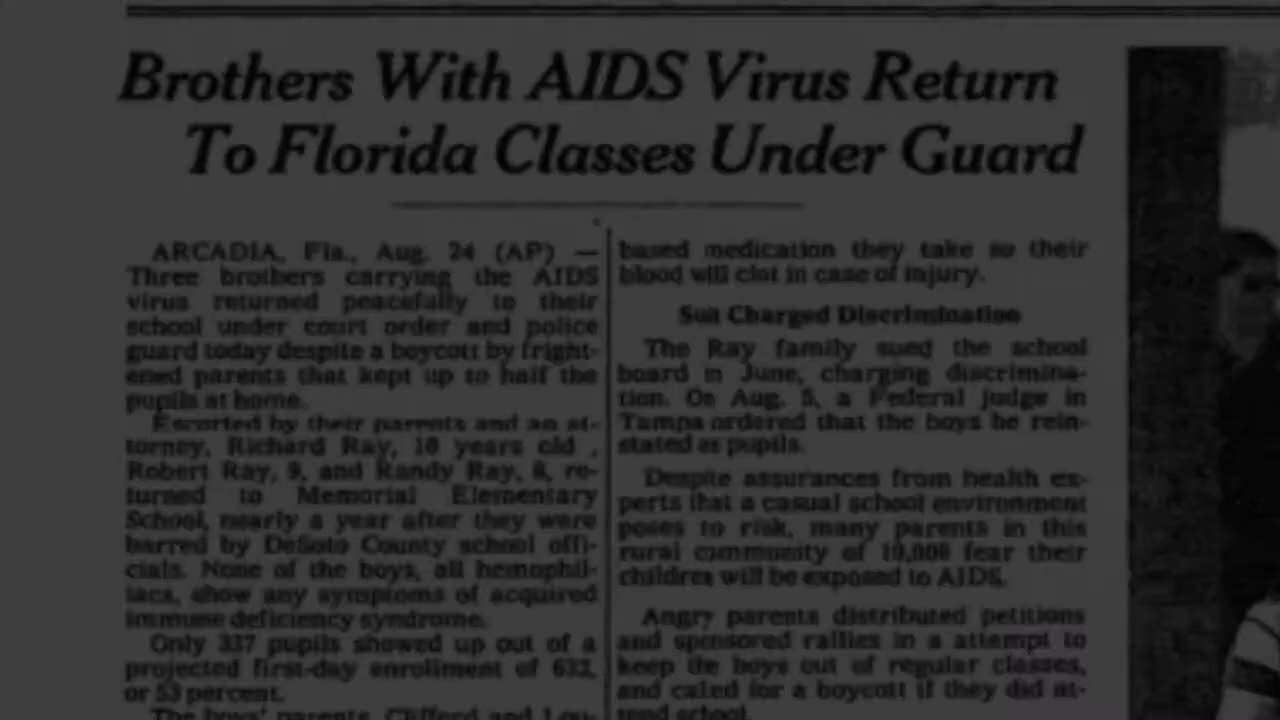 Brothers With AIDS Virus Return
To Florida Classes Under Guard
ARCADIA, Fla., Aug. 24 (AP) —
Three brothers carrying the AIDS
virus returned peacefully to their
school under court order and police
guard today despite a boycott by fright-
ened parents that kept up to half the
pupils at home.
Escorted by their parents and an at-
torney, Richard Ray, 10 years old ,
Robert Ray, 9, and Randy Ray, 8, re-
turned to Memorial Elementary
School, nearly a year after they were
barred by DeSoto County school offi-
cials. None of the boys, all hemophil-
iacs, show any symptoms of acquired
immune deficiency syndrome.
Only 337 pupils showed up out of a
projected first-day enrollment of 632,
or 53 percent.
The boys' parents, Clifford and Lou-
based medication they take so their
blood will clot in case of injury.
Suit Charged Discrimination
The Ray family sued the school
board in June, charging discrimina-
tion. On Aug. 5, a Federal judge in
Tampa ordered that the boys be rein-
stated as pupils.
Despite assurances from health ex-
perts that a casual school environment
poses to risk, many parents in this
rural community of 10,000 fear their
children will be exposed to AIDS.
Angry parents distributed petitions
and sponsored rallies in a attempt to
keep the boys out of regular classes,
and called for a boycott if they did at-
tend school.